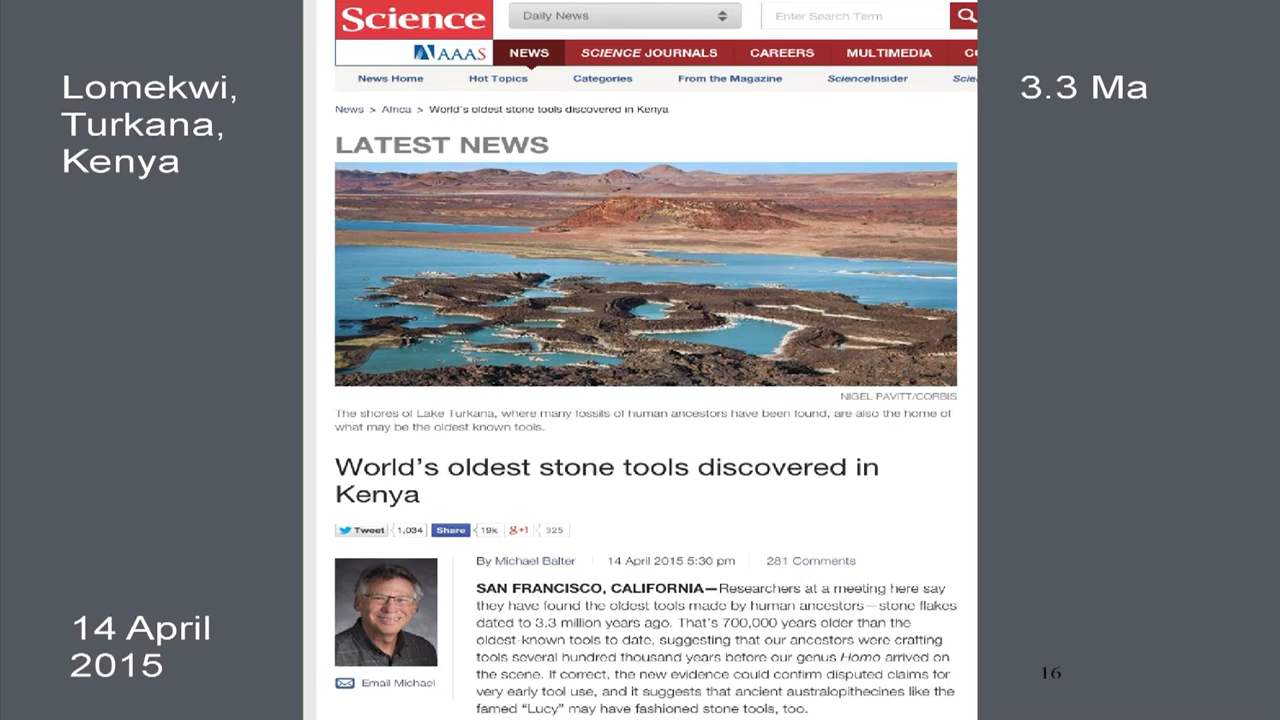 Lomekwi,
Turkana,
Kenya
3.3 Ma
Science
Daily News
Enter Search Term
AAAS
NEWS
SCIENCE JOURNALS
CAREERS
MULTIMEDIA
News Home
Hot Topics
Categories
From the Magazine
ScienceInsider
News > Africa > World's oldest stone tools discovered in Kenya
LATEST NEWS
NIGEL PAVITT/CORBIS
The shores of Lake Turkana, where many fossils of human ancestors have been found, are also the home of
what may be the oldest known tools.
World's oldest stone tools discovered in
Kenya
Tweet 1,034 Share 19k g+1 325
By Michael Balter 14 April 2015 5:30 pm 281 Comments
SAN FRANCISCO, CALIFORNIA—Researchers at a meeting here say
they have found the oldest tools made by human ancestors—stone flakes
dated to 3.3 million years ago. That's 700,000 years older than the
oldest-known tools to date, suggesting that our ancestors were crafting
tools several hundred thousand years before our genus Homo arrived on
the scene. If correct, the new evidence could confirm disputed claims for
very early tool use, and it suggests that ancient australopithecines like the
famed “Lucy” may have fashioned stone tools, too.
Email Michael
14 April
2015
16